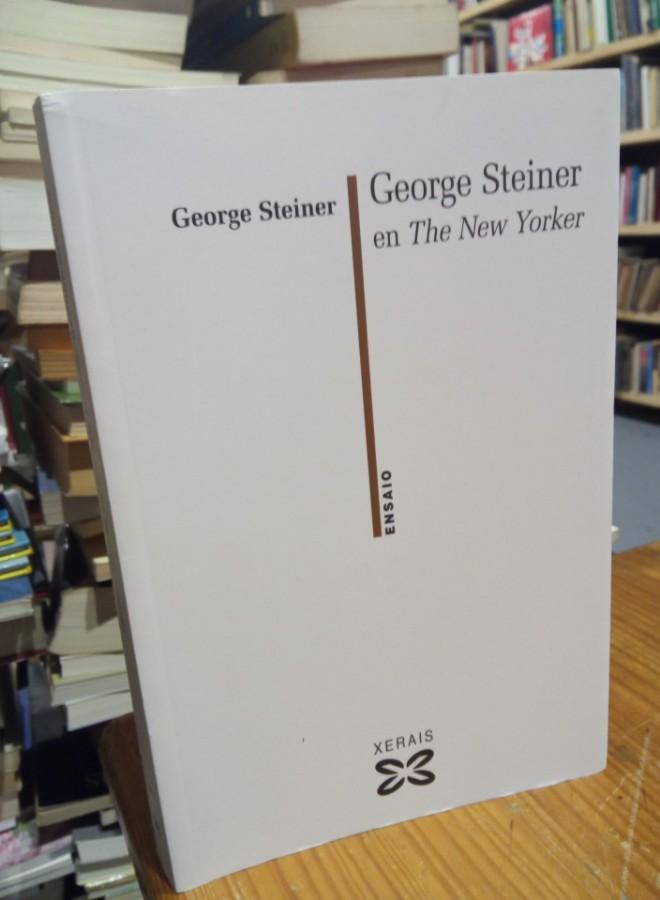 George Steiner
George Steiner
en The New Yorker
ENSAIO
XERAIS